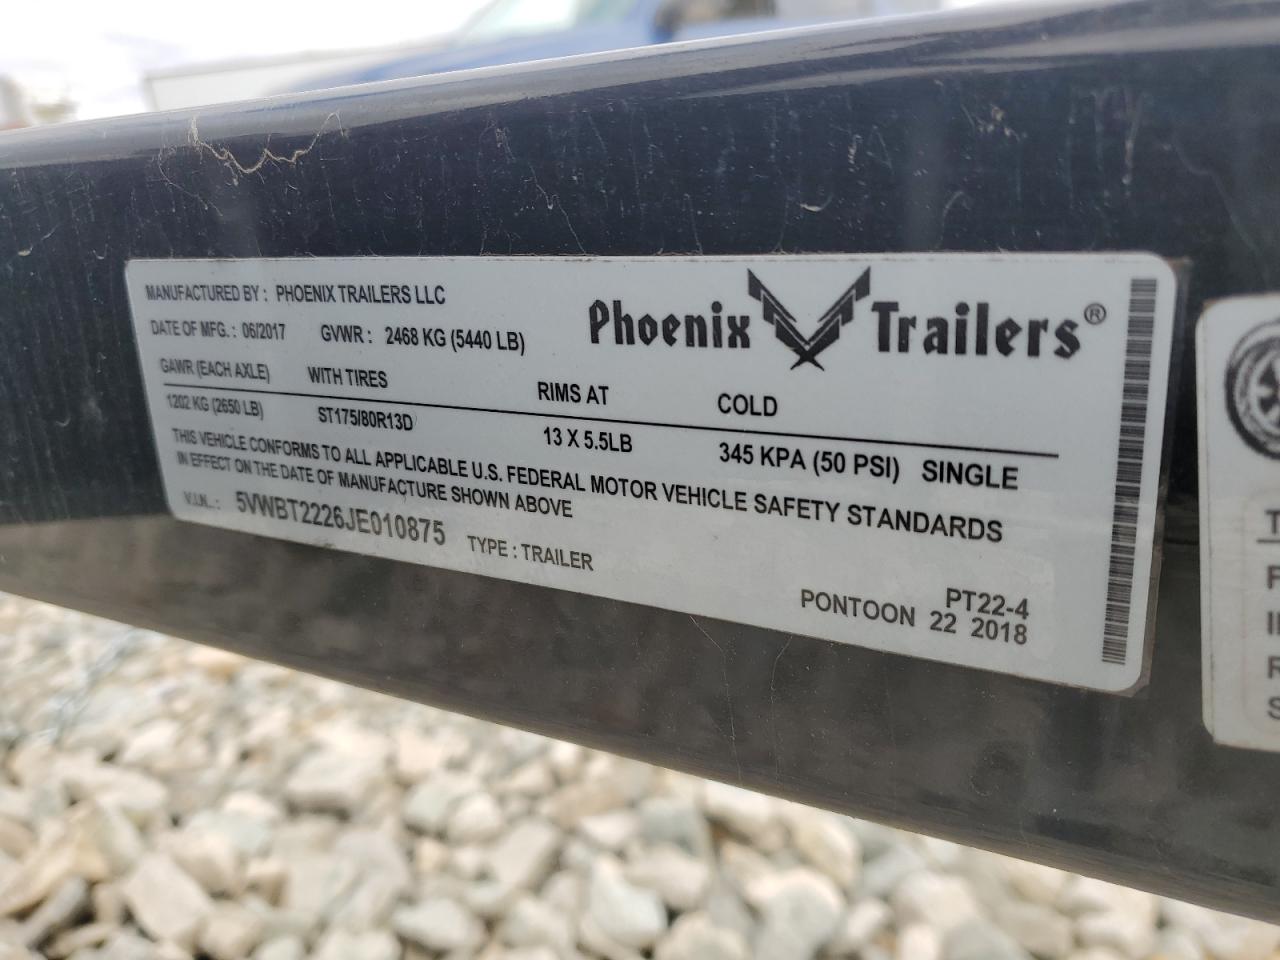 MANUFACTURED BY : PHOENIX TRAILERS LLC
Phoenix Trailers®
DATE OF MFG. : 06/2017 GVWR : 2468 KG (5440 LB)
GAWR (EACH AXLE) WITH TIRES RIMS AT COLD
1202 KG (2650 LB) ST175/80R13D 13 X 5.5LB 345 KPA (50 PSI) SINGLE
THIS VEHICLE CONFORMS TO ALL APPLICABLE U.S. FEDERAL MOTOR VEHICLE SAFETY STANDARDS
IN EFFECT ON THE DATE OF MANUFACTURE SHOWN ABOVE
V.I.N. : 5VWBT2226JE010875 TYPE : TRAILER
PT22-4
PONTOON 22 2018